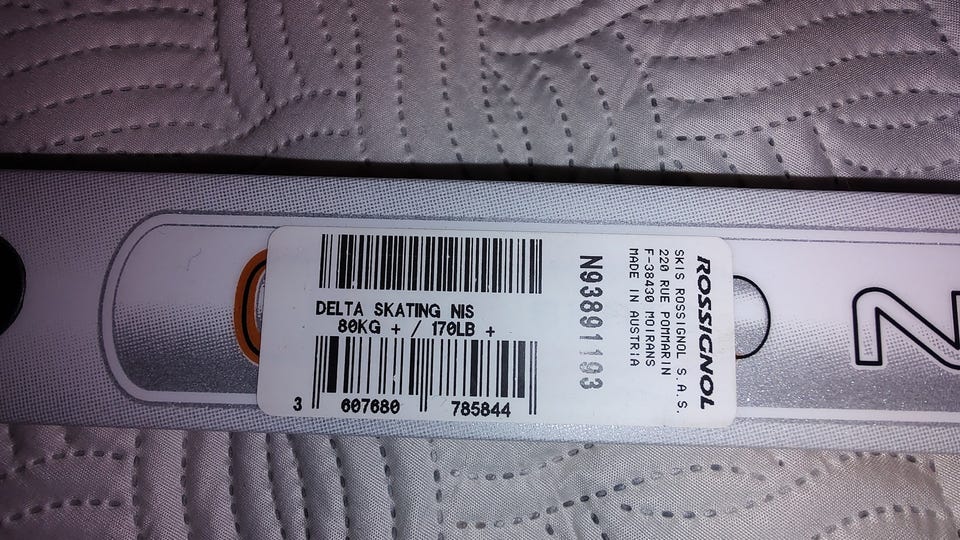 DELTA SKATING NIS
80KG + / 170LB +
3 607680 785844
N93891193
ROSSIGNOL
SKIS ROSSIGNOL S.A.S.
220 RUE POMMARIN
F-38430 MOIRANS
MADE IN AUSTRIA